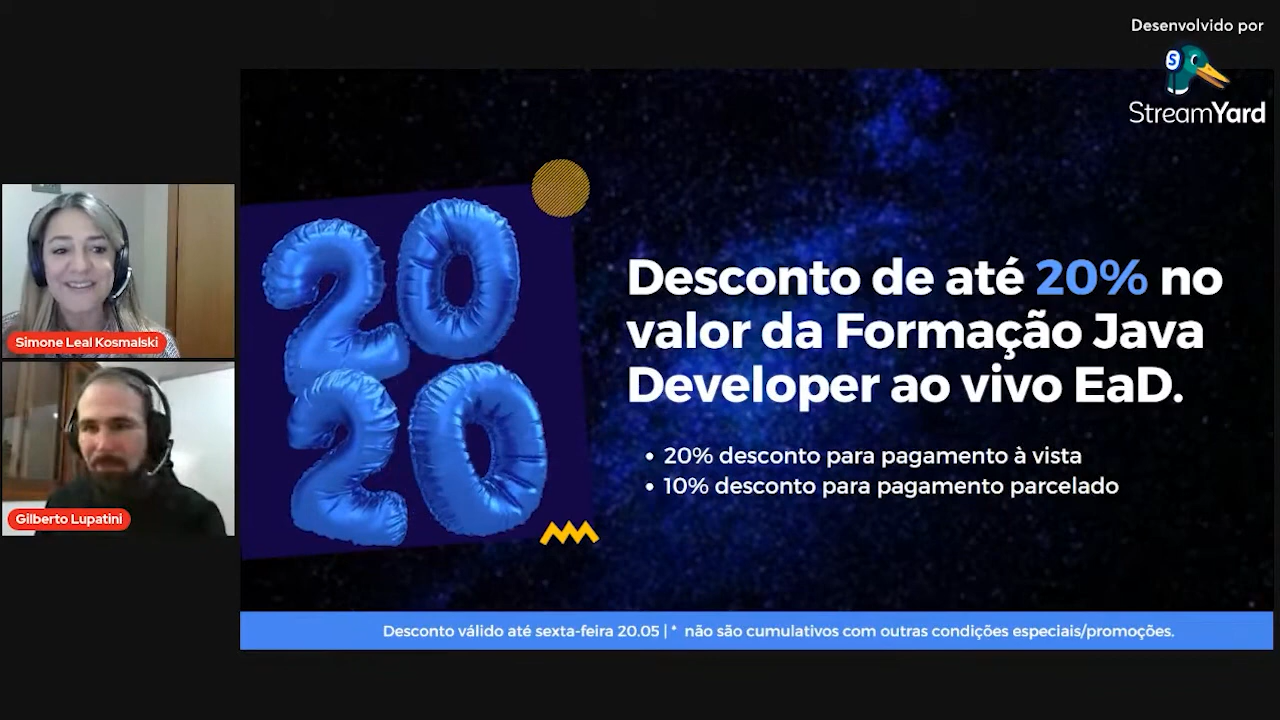 Desenvolvido por
StreamYard
20
20
Desconto de até 20% no
valor da Formação Java
Developer ao vivo EaD.
• 20% desconto para pagamento à vista
• 10% desconto para pagamento parcelado
Simone Leal Kosmalski
Gilberto Lupatini
Desconto válido até sexta-feira 20.05 | * não são cumulativos com outras condições especiais/promoções.